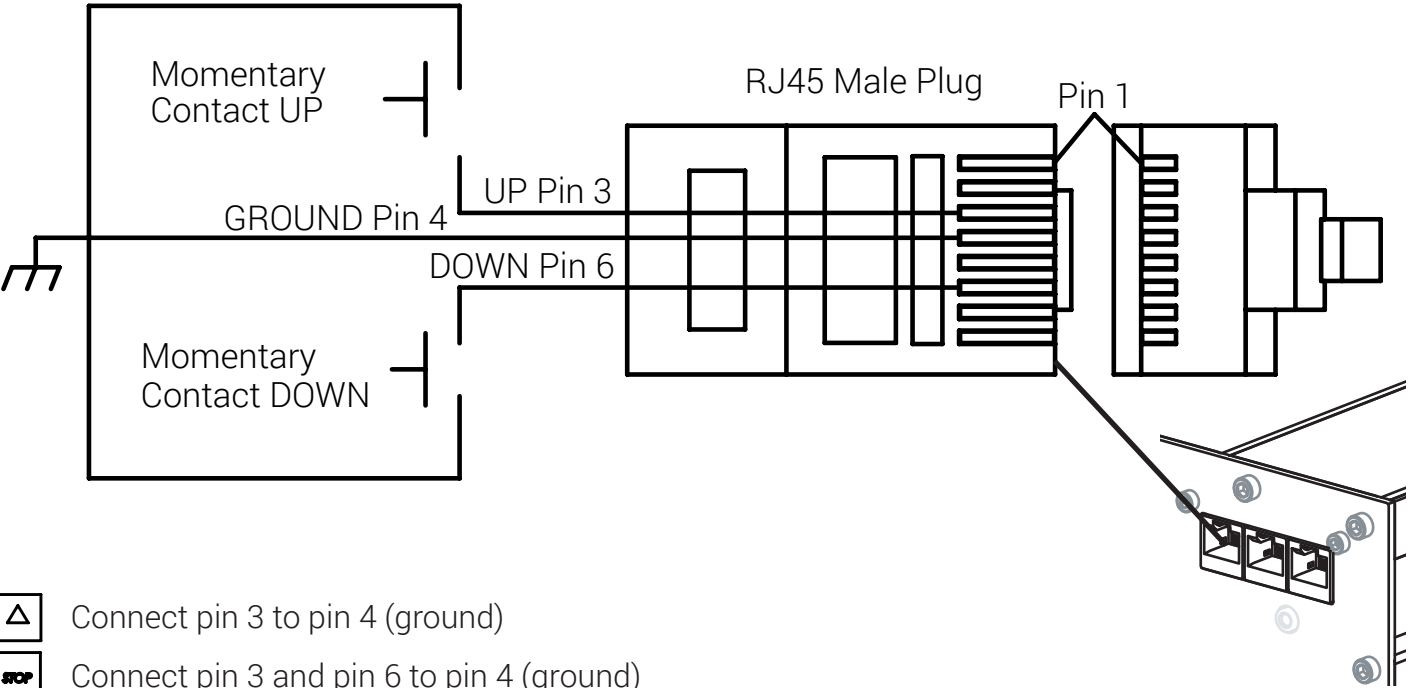 Momentary
Contact UP
RJ45 Male Plug
Pin 1
UP Pin 3
GROUND Pin 4
DOWN Pin 6
Momentary
Contact DOWN
Connect pin 3 to pin 4 (ground)
STOP Connect pin 3 and pin 6 to pin 4 (ground)